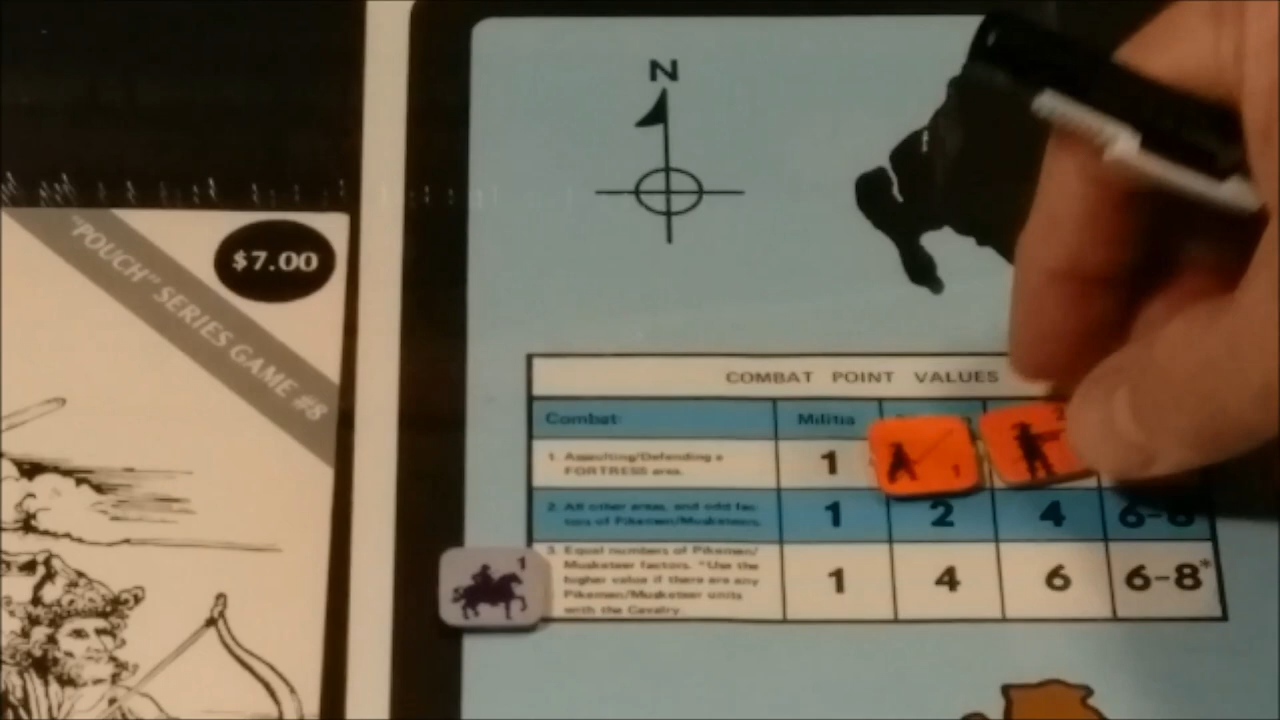 N
"POUCH" SERIES GAME #8
$7.00
COMBAT POINT VALUES
Combat: Militia
1. Assaulting/Defending a 1
FORTRESS area.
2. All other areas, and odd fac- 1 2 4 6-8
tors of Pikemen/Musketeers.
3. Equal numbers of Pikemen/
Musketeer factors. *Use the
higher value if there are any 1 4 6 6-8*
Pikemen/Musketeer units
with the Cavalry.
1
1